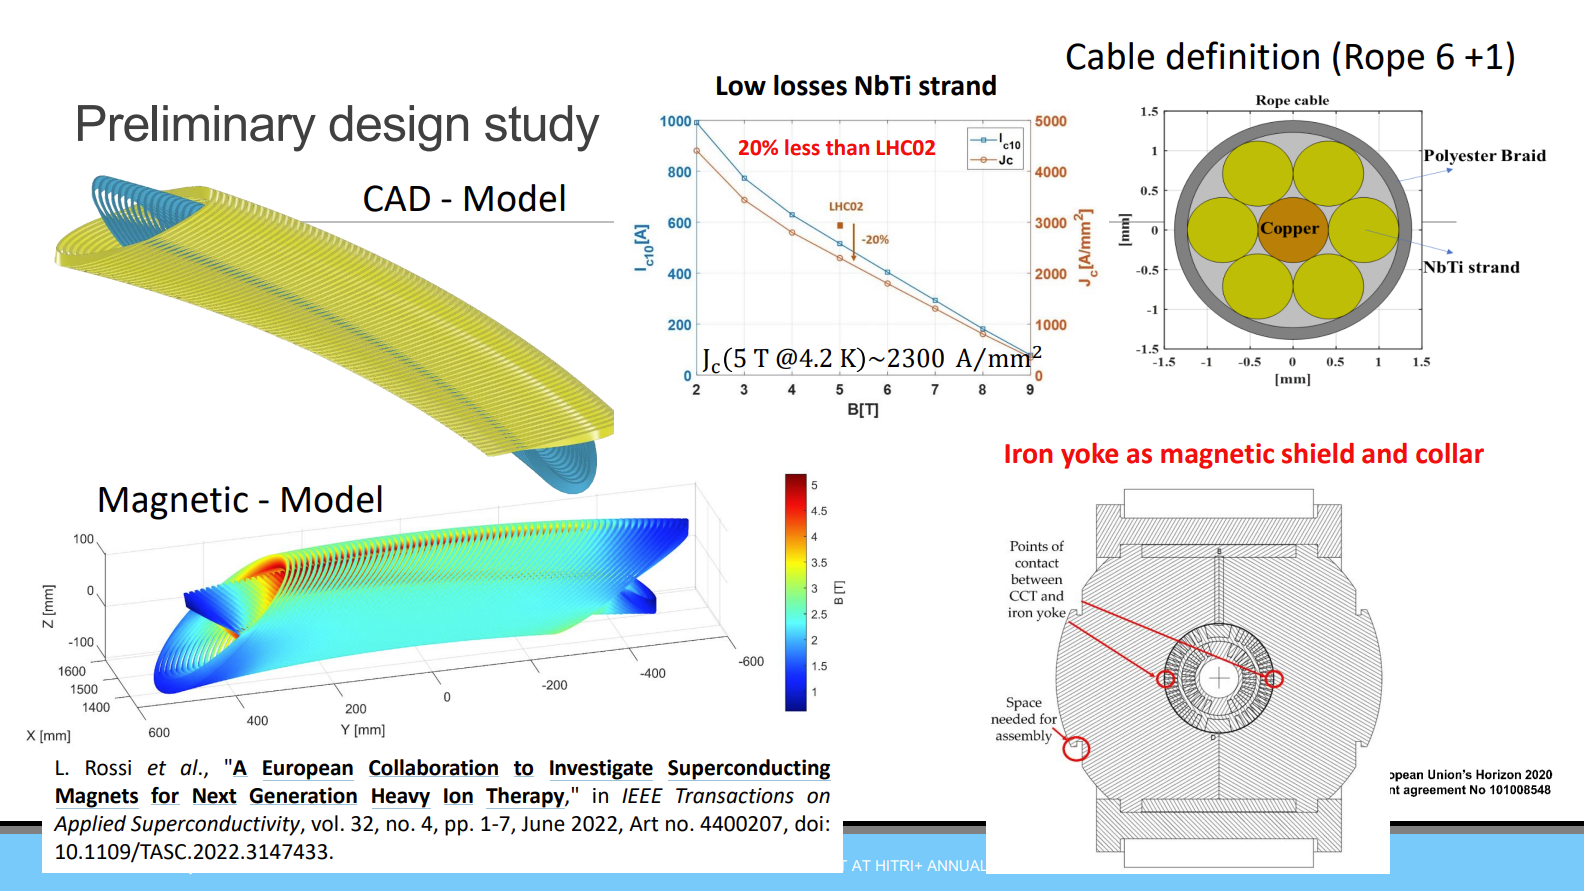 Preliminary design study
CAD - Model
Low losses NbTi strand
20% less than LHC02
Ic10
Jc
LHC02
-20%
1000
800
600
400
200
0
Ic10[A]
5000
4000
3000
2000
1000
0
Jc[A/mm2]
Jc(5 T @4.2 K)~2300 A/mm²
2 3 4 5 6 7 8 9
B[T]
Cable definition (Rope 6 +1)
Rope cable
1.5
1
0.5
0
-0.5
-1
-1.5
[mm]
Polyester Braid
Copper
NbTi strand
-1.5 -1 -0.5 0 0.5 1 1.5
[mm]
Magnetic - Model
100
0
-100
Z [mm]
1600
1500
1400
X [mm]
600
400
200
0
-200
-400
-600
Y [mm]
5
4.5
4
3.5
3
2.5
2
1.5
1
B [T]
Iron yoke as magnetic shield and collar
Points of
contact
between
CCT and
iron yoke
Space
needed for
assembly
L. Rossi et al., "A European Collaboration to Investigate Superconducting
Magnets for Next Generation Heavy Ion Therapy," in IEEE Transactions on
Applied Superconductivity, vol. 32, no. 4, pp. 1-7, June 2022, Art no. 4400207, doi:
10.1109/TASC.2022.3147433.
opean Union's Horizon 2020
nt agreement No 101008548
T AT HITRI+ ANNUAL